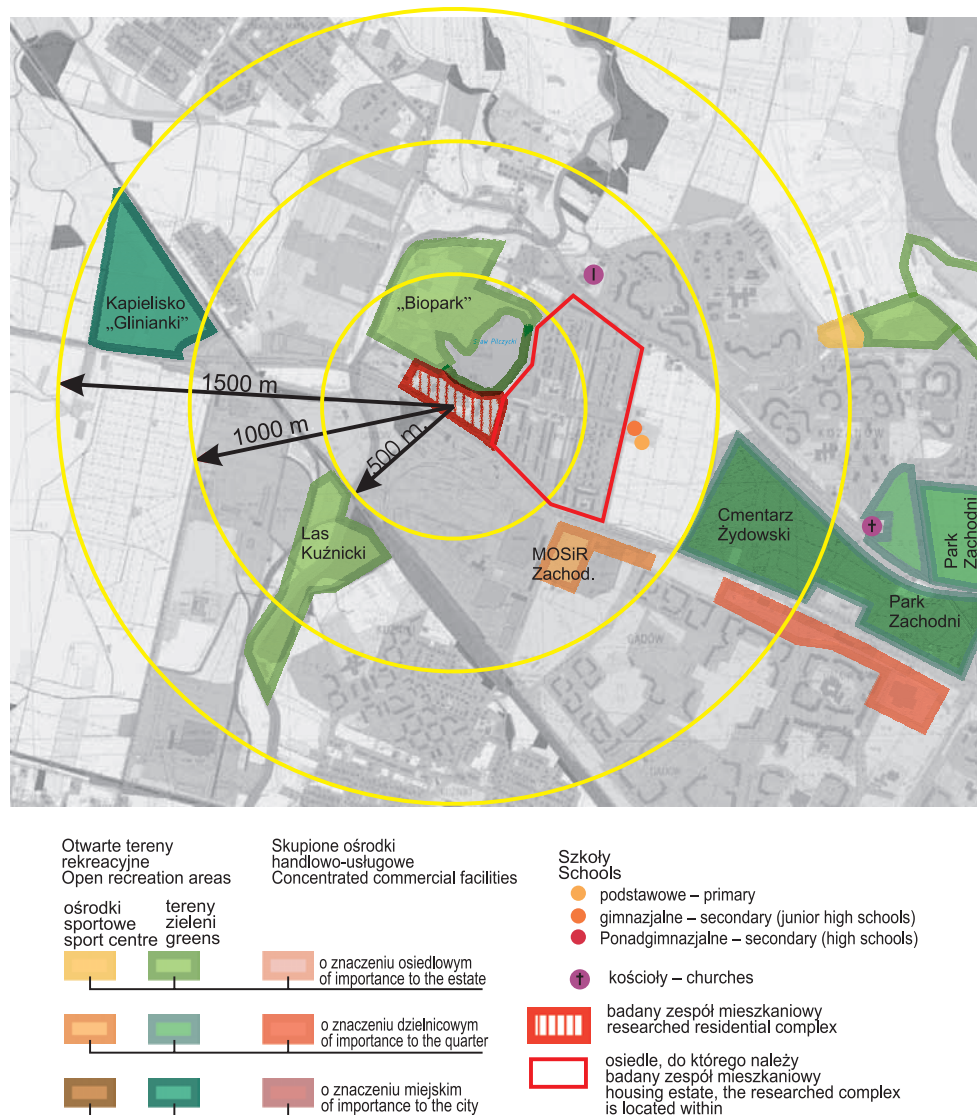 Kapielisko
„Glinianki”
„Biopark”
Staw Pilczycki
1500 m
1000 m
500 m.
Las
Kuźnicki
MOSiR
Zachod.
Cmentarz
Żydowski
Park
Zachodni
Park
Zachodni
KUŹNIKI
GĄDÓW
Otwarte tereny
rekreacyjne
Open recreation areas
ośrodki
sportowe
sport centre
tereny
zieleni
greens
Skupione ośrodki
handlowo-usługowe
Concentrated commercial facilities
o znaczeniu osiedlowym
of importance to the estate
o znaczeniu dzielnicowym
of importance to the quarter
o znaczeniu miejskim
of importance to the city
Szkoły
Schools
podstawowe – primary
gimnazjalne – secondary (junior high schools)
Ponadgimnazjalne – secondary (high schools)
kościoły – churches
badany zespół mieszkaniowy
researched residential complex
osiedle, do którego należy
badany zespół mieszkaniowy
housing estate, the researched complex
is located within